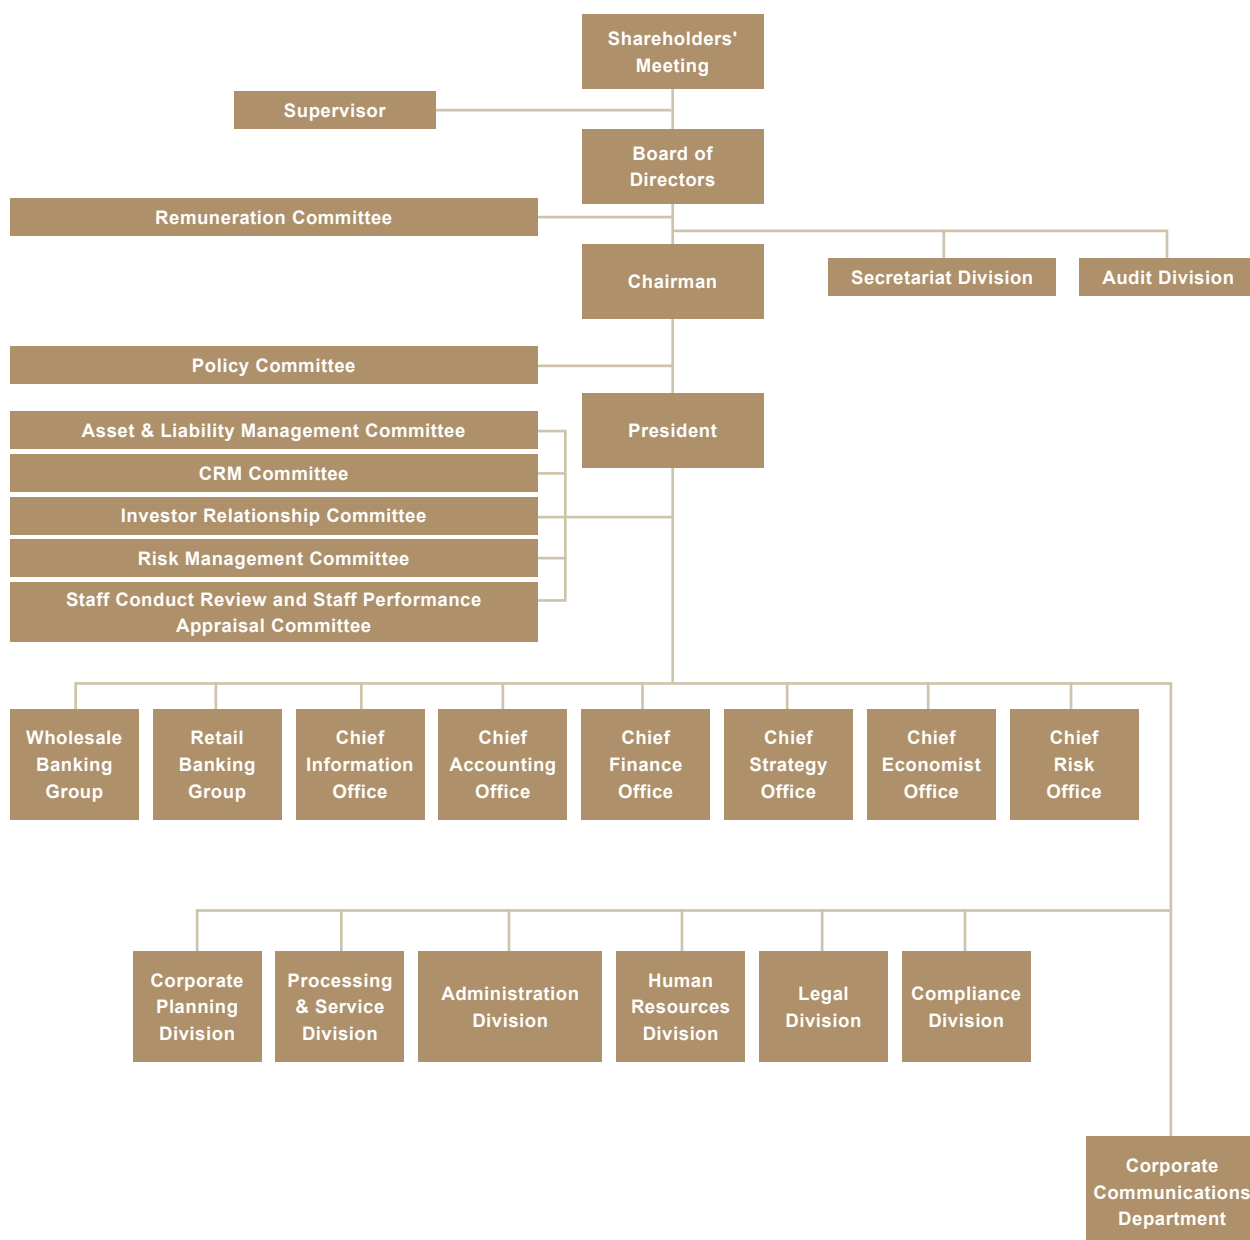 Shareholders'
Meeting
Supervisor
Board of
Directors
Remuneration Committee
Chairman
Secretariat Division
Audit Division
Policy Committee
President
Asset & Liability Management Committee
CRM Committee
Investor Relationship Committee
Risk Management Committee
Staff Conduct Review and Staff Performance
Appraisal Committee
Wholesale
Banking
Group
Retail
Banking
Group
Chief
Information
Office
Chief
Accounting
Office
Chief
Finance
Office
Chief
Strategy
Office
Chief
Economist
Office
Chief
Risk
Office
Corporate
Planning
Division
Processing
& Service
Division
Administration
Division
Human
Resources
Division
Legal
Division
Compliance
Division
Corporate
Communications
Department